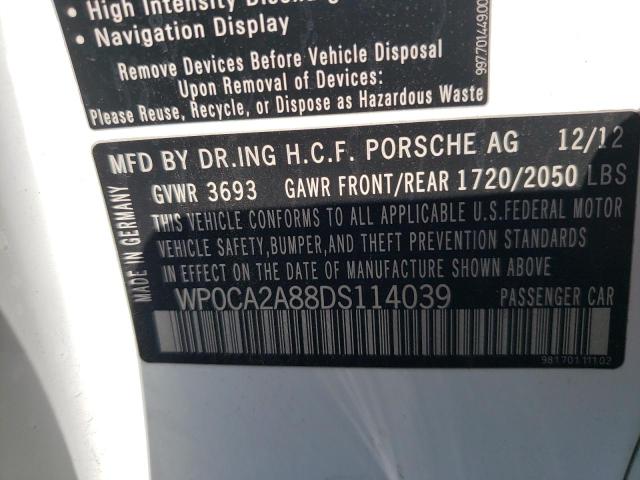 • High Intensity
• Navigation Display
Remove Devices Before Vehicle Disposal
Upon Removal of Devices:
Please Reuse, Recycle, or Dispose as Hazardous Waste
MFD BY DR.ING H.C.F. PORSCHE AG 12/12
GVWR 3693 GAWR FRONT/REAR 1720/2050 LBS
THIS VEHICLE CONFORMS TO ALL APPLICABLE U.S.FEDERAL MOTOR
VEHICLE SAFETY,BUMPER,AND THEFT PREVENTION STANDARDS
IN EFFECT ON THE DATE OF MANUFACTURE SHOWN ABOVE
WP0CA2A88DS114039 PASSENGER CAR
98170111102
MADE IN GERMANY